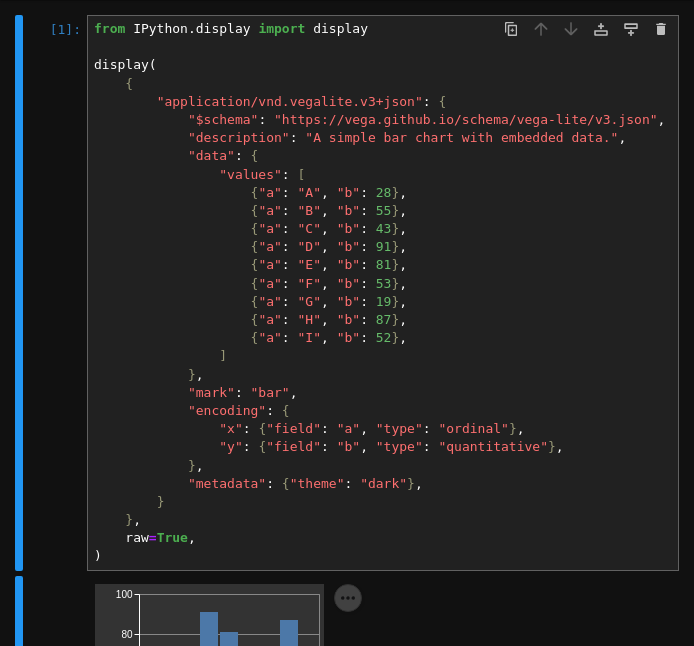 [1]: from IPython.display import display
display(
    {
        "application/vnd.vegalite.v3+json": {
            "$schema": "https://vega.github.io/schema/vega-lite/v3.json",
            "description": "A simple bar chart with embedded data.",
            "data": {
                "values": [
                    {"a": "A", "b": 28},
                    {"a": "B", "b": 55},
                    {"a": "C", "b": 43},
                    {"a": "D", "b": 91},
                    {"a": "E", "b": 81},
                    {"a": "F", "b": 53},
                    {"a": "G", "b": 19},
                    {"a": "H", "b": 87},
                    {"a": "I", "b": 52},
                ]
            },
            "mark": "bar",
            "encoding": {
                "x": {"field": "a", "type": "ordinal"},
                "y": {"field": "b", "type": "quantitative"},
            },
            "metadata": {"theme": "dark"},
        }
    },
    raw=True,
)
100
80